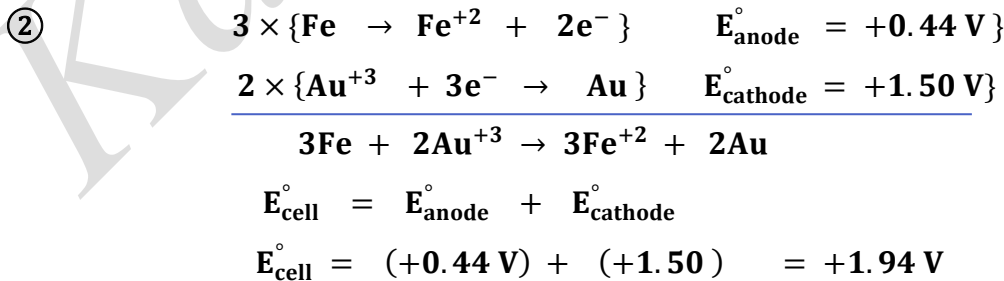 ② 3 × {Fe → Fe⁺² + 2e⁻ } E°anode = +0.44 V }
2 × {Au⁺³ + 3e⁻ → Au } E°cathode = +1.50 V}
3Fe + 2Au⁺³ → 3Fe⁺² + 2Au
E°cell = E°anode + E°cathode
E°cell = (+0.44 V) + (+1.50 ) = +1.94 V